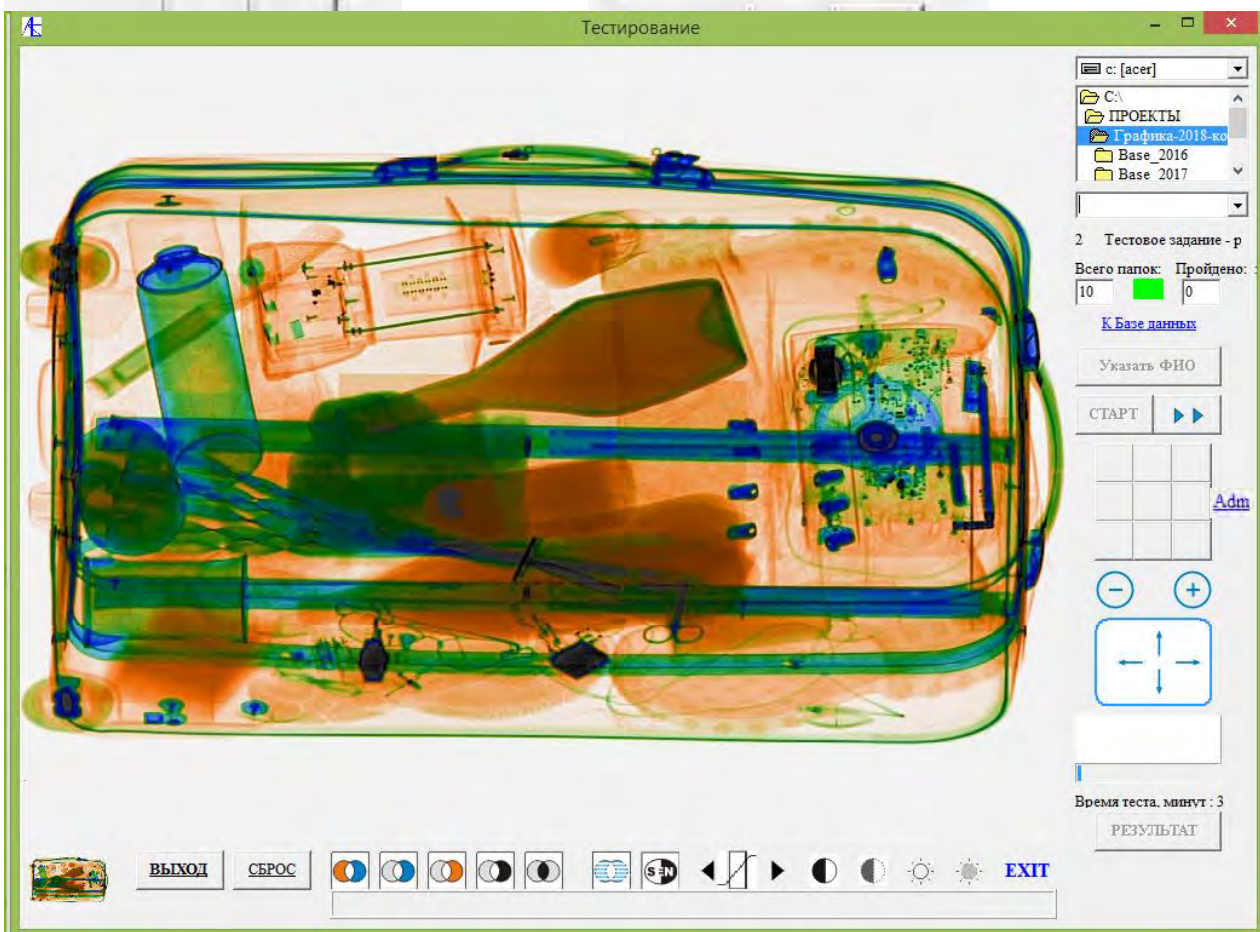 Тестирование
c: [acer]
C:\
ПРОЕКТЫ
Графика-2018-ко
Base_2016
Base_2017
2 Тестовое задание - р
Всего папок: Пройдено:
10 0
К Базе данных
Указать ФИО
СТАРТ
Adm
Время теста, минут : 3
РЕЗУЛЬТАТ
ВЫХОД СБРОС SEN EXIT